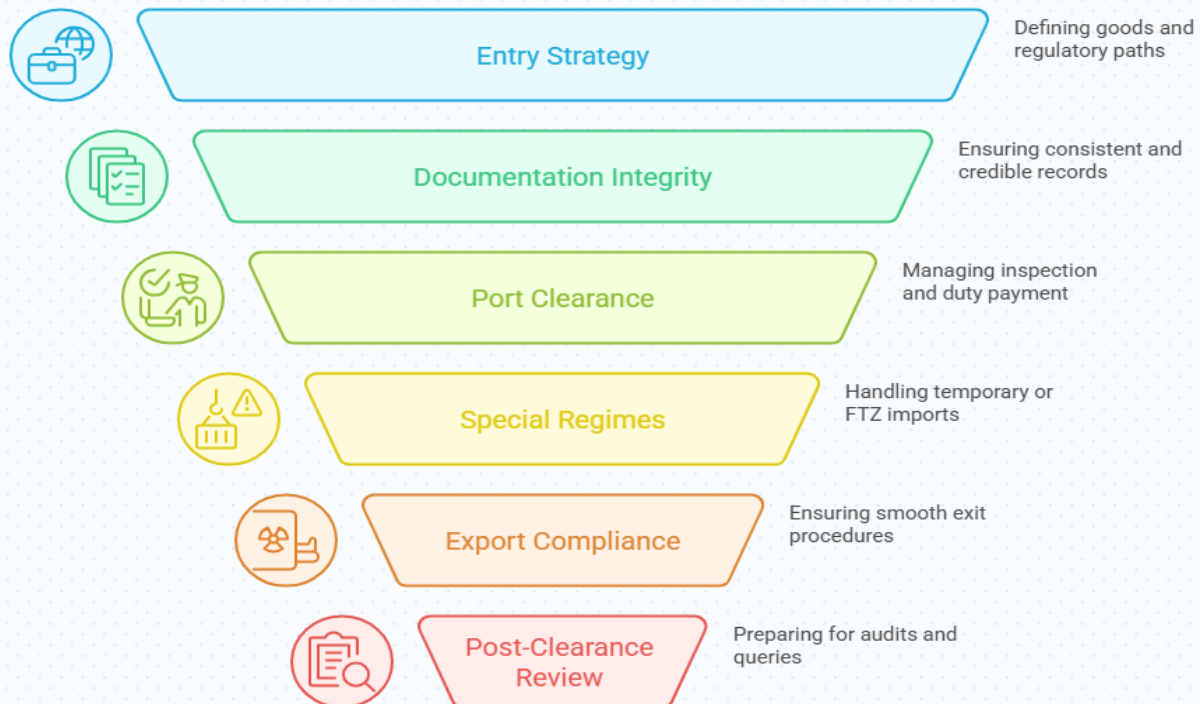 Entry Strategy
Defining goods and
regulatory paths
Documentation Integrity
Ensuring consistent and
credible records
Port Clearance
Managing inspection
and duty payment
Special Regimes
Handling temporary or
FTZ imports
Export Compliance
Ensuring smooth exit
procedures
Post-Clearance
Review
Preparing for audits and
queries